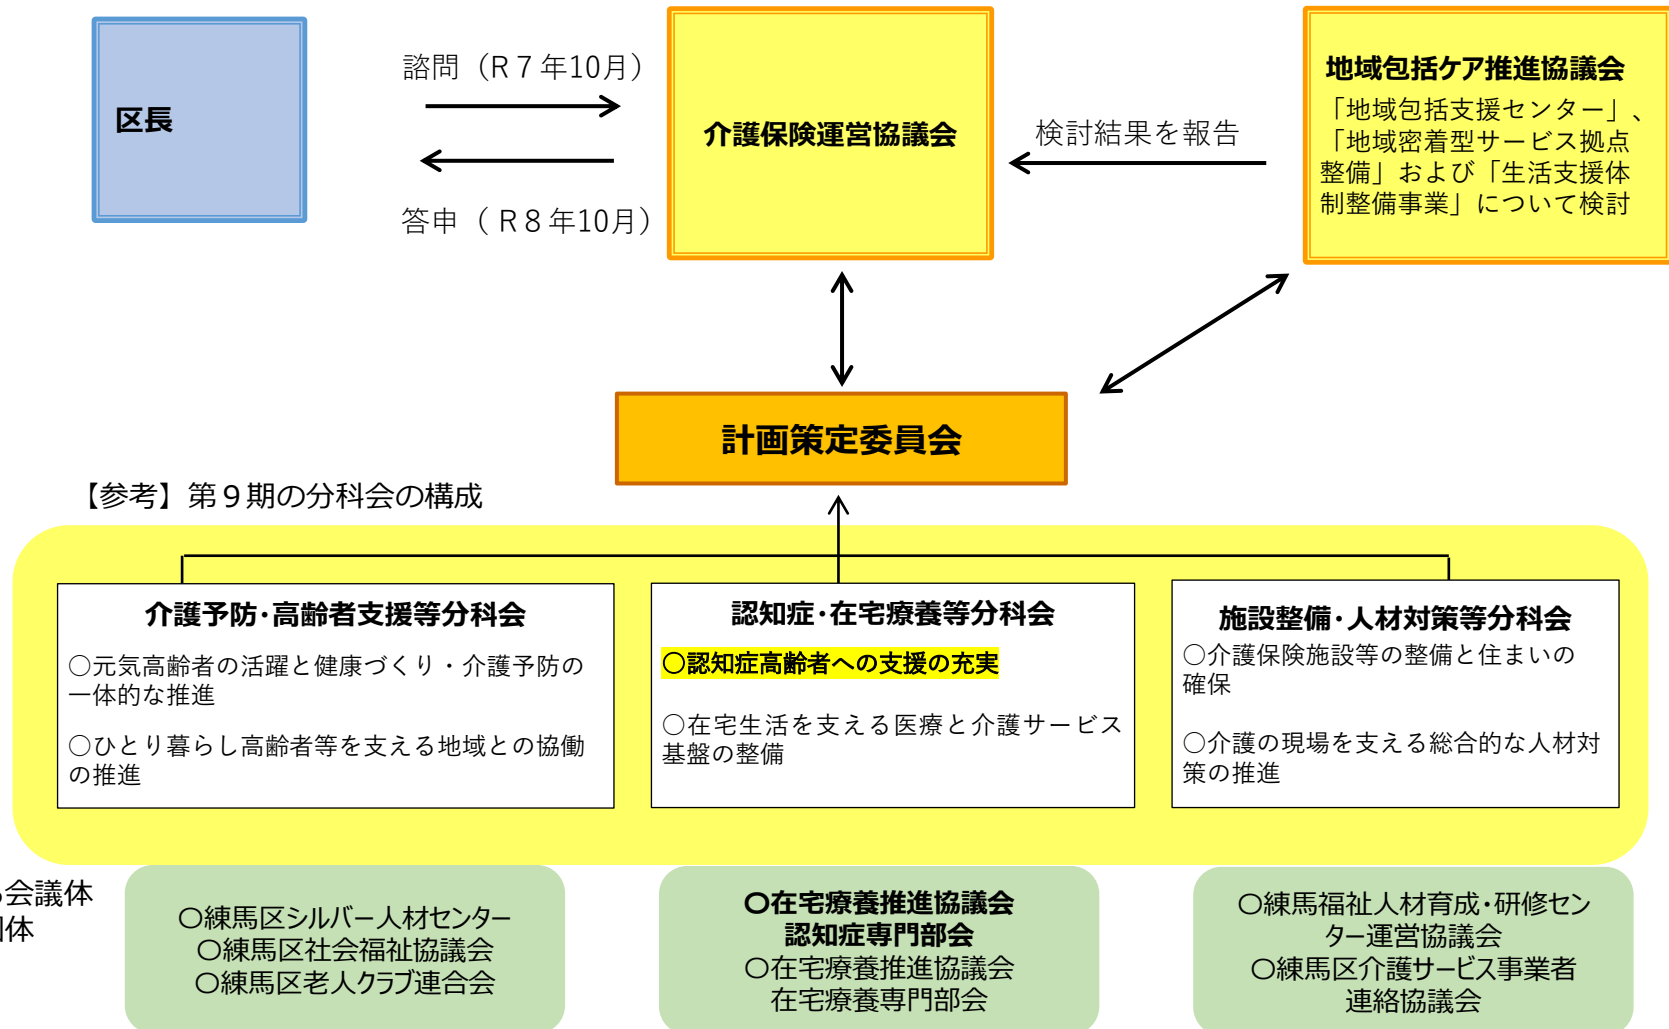 区長
諮問（R７年10月）
答申（R８年10月）
介護保険運営協議会
検討結果を報告
地域包括ケア推進協議会
「地域包括支援センター」、
「地域密着型サービス拠点
整備」および「生活支援体
制整備事業」について検討
計画策定委員会
【参考】第９期の分科会の構成
介護予防・高齢者支援等分科会
○元気高齢者の活躍と健康づくり・介護予防の
一体的な推進
○ひとり暮らし高齢者等を支える地域との協働
の推進
認知症・在宅療養等分科会
○認知症高齢者への支援の充実
○在宅生活を支える医療と介護サービス
基盤の整備
施設整備・人材対策等分科会
○介護保険施設等の整備と住まいの
確保
○介護の現場を支える総合的な人材対
策の推進
会議体
体
○練馬区シルバー人材センター
○練馬区社会福祉協議会
○練馬区老人クラブ連合会
○在宅療養推進協議会
認知症専門部会
○在宅療養推進協議会
在宅療養専門部会
○練馬福祉人材育成・研修セン
ター運営協議会
○練馬区介護サービス事業者
連絡協議会